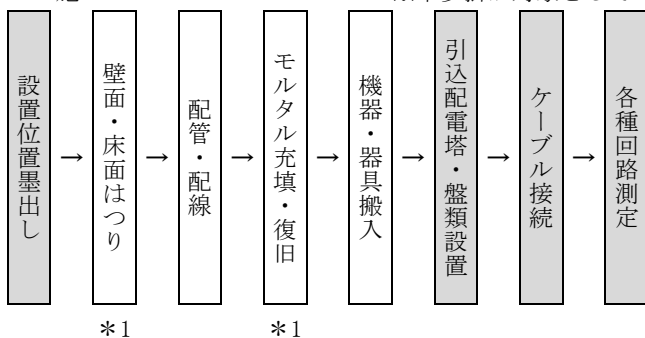 設置位置墨出し
→
壁面・床面はつり
→
配管・配線
→
モルタル充填・復旧
→
機器・器具搬入
→
引込配電塔・盤類設置
→
ケーブル接続
→
各種回路測定
*1
*1